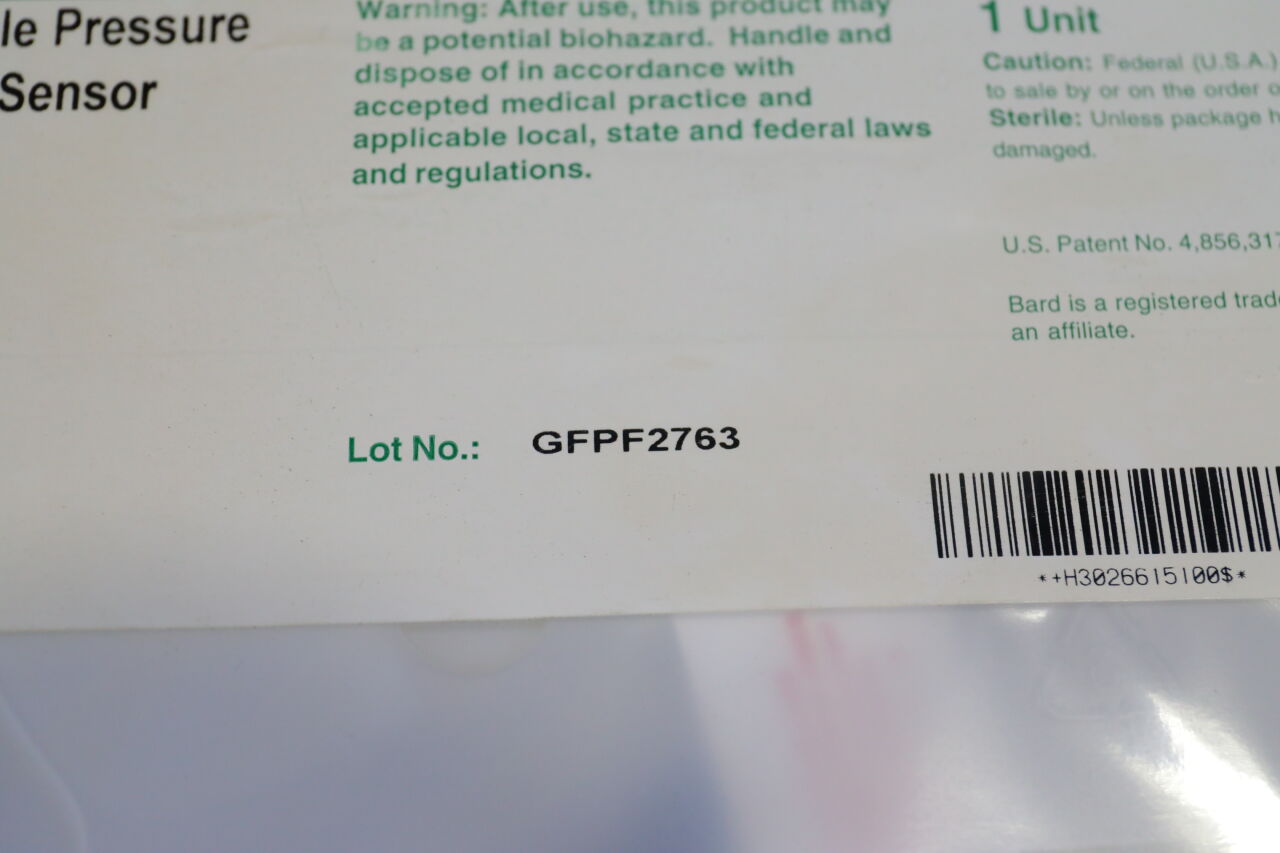 le Pressure
Sensor
Warning: After use, this product may
be a potential biohazard. Handle and
dispose of in accordance with
accepted medical practice and
applicable local, state and federal laws
and regulations.
1 Unit
Caution: Federal (U.S.A.)
to sale by or on the order o
Sterile: Unless package h
damaged.
U.S. Patent No. 4,856,317
Bard is a registered trade
an affiliate.
Lot No.: GFPF2763
*+H3026615100$*